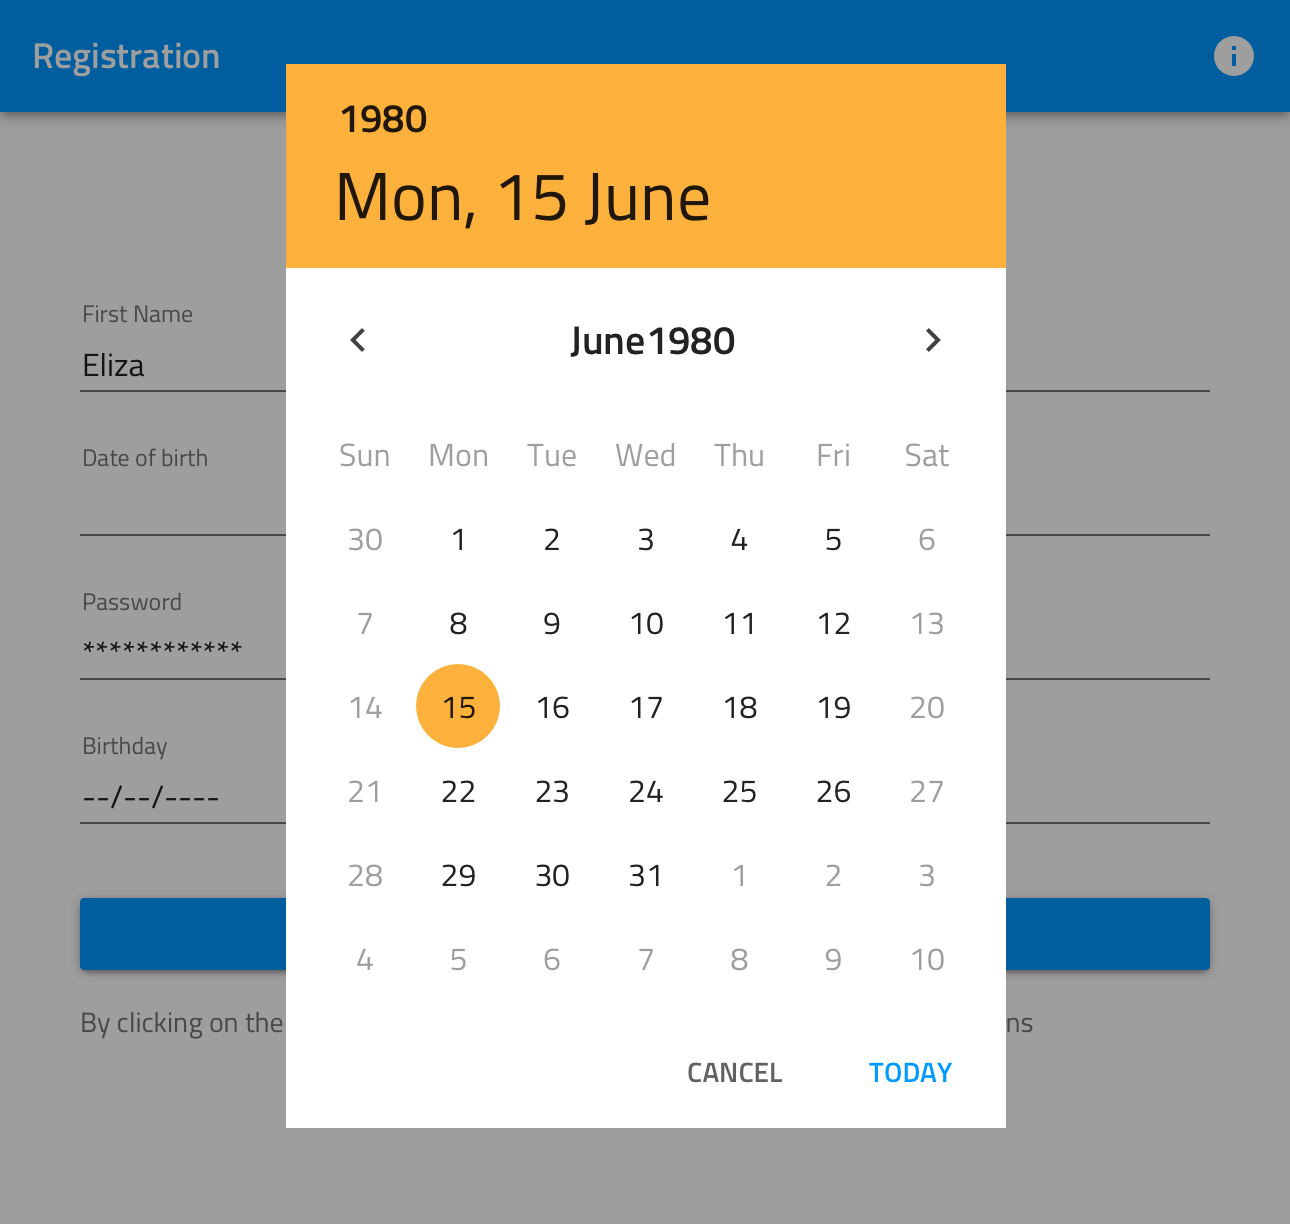 Registration
1980
Mon, 15 June
First Name
Eliza
Date of birth
Password
************
Birthday
--/--/----
By clicking on the
ns
June1980
Sun Mon Tue Wed Thu Fri Sat
30 1 2 3 4 5 6
7 8 9 10 11 12 13
14 15 16 17 18 19 20
21 22 23 24 25 26 27
28 29 30 31 1 2 3
4 5 6 7 8 9 10
CANCEL TODAY